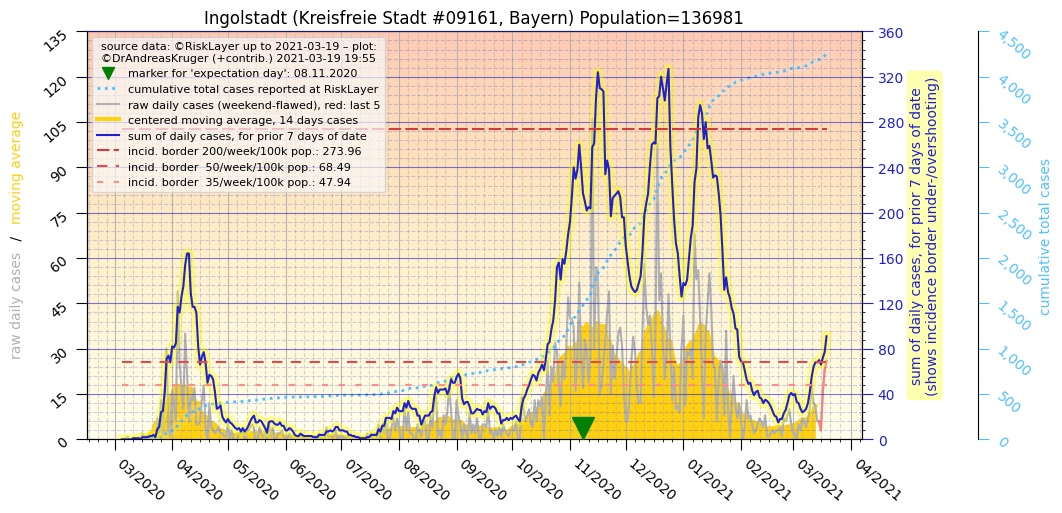 Ingolstadt (Kreisfreie Stadt #09161, Bayern) Population=136981
source data: ©RiskLayer up to 2021-03-19 – plot:
©DrAndreasKruger (+contrib.) 2021-03-19 19:55
marker for 'expectation day': 08.11.2020
cumulative total cases reported at RiskLayer
raw daily cases (weekend-flawed), red: last 5
centered moving average, 14 days cases
sum of daily cases, for prior 7 days of date
incid. border 200/week/100k pop.: 273.96
incid. border  50/week/100k pop.: 68.49
incid. border  35/week/100k pop.: 47.94
raw daily cases / moving average
135
120
105
90
75
60
45
30
15
0
360
320
280
240
200
160
120
80
40
0
sum of daily cases, for prior 7 days of date
(shows incidence border under-/overshooting)
4,500
4,000
3,500
3,000
2,500
2,000
1,500
1,000
500
0
cumulative total cases
03/2020
04/2020
05/2020
06/2020
07/2020
08/2020
09/2020
10/2020
11/2020
12/2020
01/2021
02/2021
03/2021
04/2021